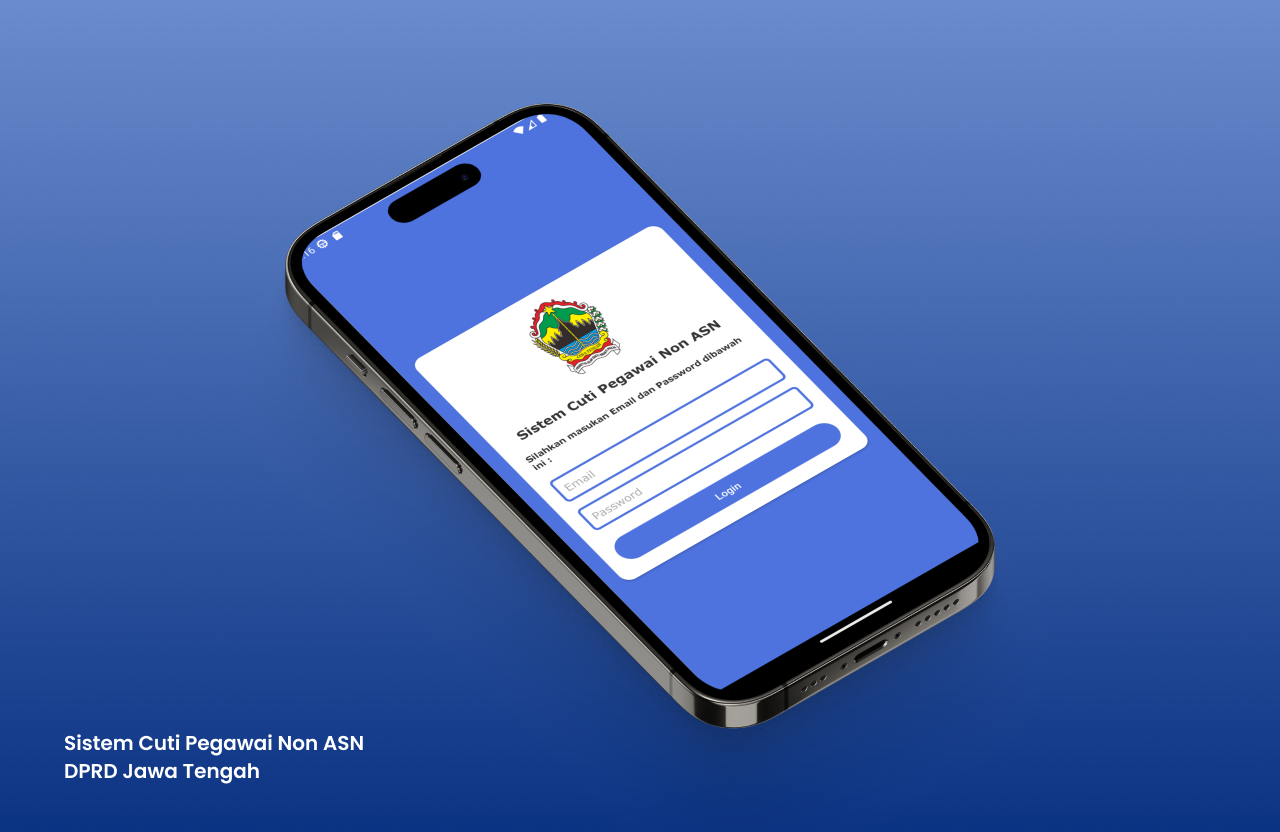 Sistem Cuti Pegawai Non ASN
Silahkan masukan Email dan Password dibawah
ini :
Email
Password
Login
Sistem Cuti Pegawai Non ASN
DPRD Jawa Tengah